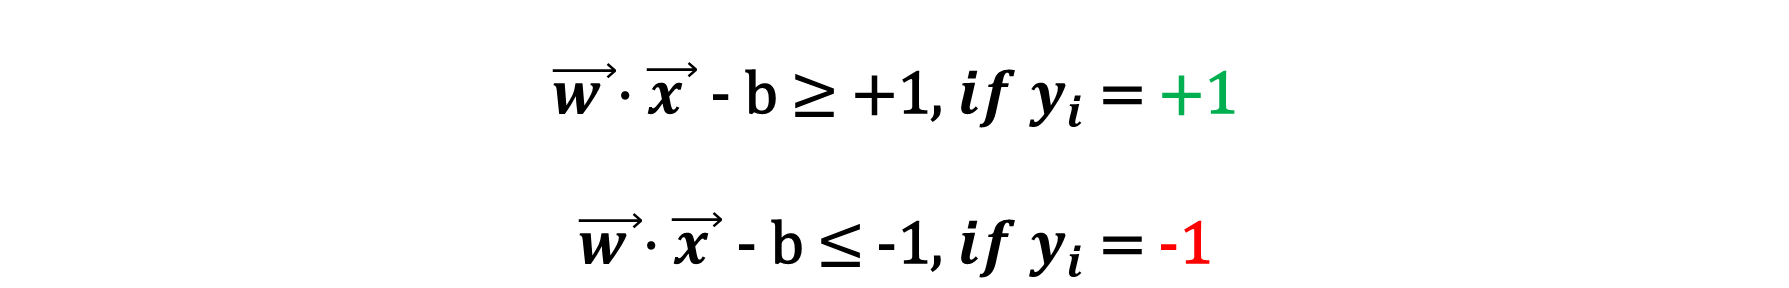 w⃗ · x⃗ - b ≥ +1, if yᵢ = +1
w⃗ · x⃗ - b ≤ -1, if yᵢ = -1